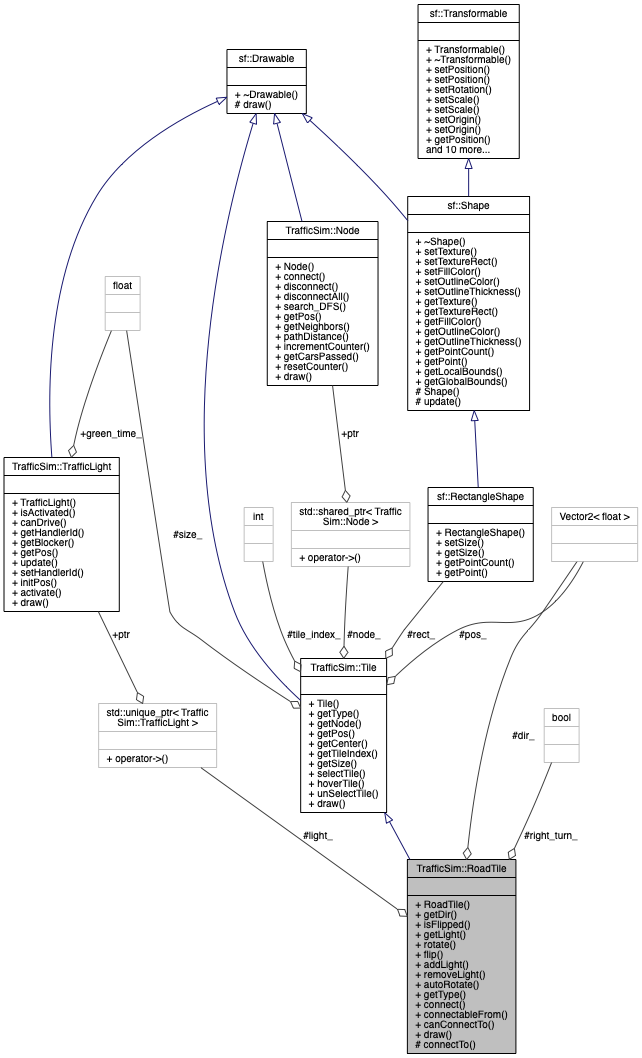 sf::Transformable
+ Transformable()
+ ~Transformable()
+ setPosition()
+ setPosition()
+ setRotation()
+ setScale()
+ setScale()
+ setOrigin()
+ setOrigin()
+ getPosition()
and 10 more...
sf::Drawable
+ ~Drawable()
# draw()
sf::Shape
+ ~Shape()
+ setTexture()
+ setTextureRect()
+ setFillColor()
+ setOutlineColor()
+ setOutlineThickness()
+ getTexture()
+ getTextureRect()
+ getFillColor()
+ getOutlineColor()
+ getOutlineThickness()
+ getPointCount()
+ getPoint()
+ getLocalBounds()
+ getGlobalBounds()
# Shape()
# update()
TrafficSim::Node
+ Node()
+ connect()
+ disconnect()
+ disconnectAll()
+ search_DFS()
+ getPos()
+ getNeighbors()
+ pathDistance()
+ incrementCounter()
+ getCarsPassed()
+ resetCounter()
+ draw()
float
+green_time_
+ptr
TrafficSim::TrafficLight
+ TrafficLight()
+ isActivated()
+ canDrive()
+ getHandlerId()
+ getBlocker()
+ getPos()
+ update()
+ setHandlerId()
+ initPos()
+ activate()
+ draw()
#size_
int
std::shared_ptr< Traffic
Sim::Node >
+ operator->()
sf::RectangleShape
+ RectangleShape()
+ setSize()
+ getSize()
+ getPointCount()
+ getPoint()
Vector2< float >
+ptr
#tile_index_
#node_
#rect_
#pos_
TrafficSim::Tile
+ Tile()
+ getType()
+ getNode()
+ getPos()
+ getCenter()
+ getTileIndex()
+ getSize()
+ selectTile()
+ hoverTile()
+ unSelectTile()
+ draw()
std::unique_ptr< Traffic
Sim::TrafficLight >
+ operator->()
bool
#dir_
#light_
#right_turn_
TrafficSim::RoadTile
+ RoadTile()
+ getDir()
+ isFlipped()
+ getLight()
+ rotate()
+ flip()
+ addLight()
+ removeLight()
+ autoRotate()
+ getType()
+ connect()
+ connectableFrom()
+ canConnectTo()
+ draw()
# connectTo()